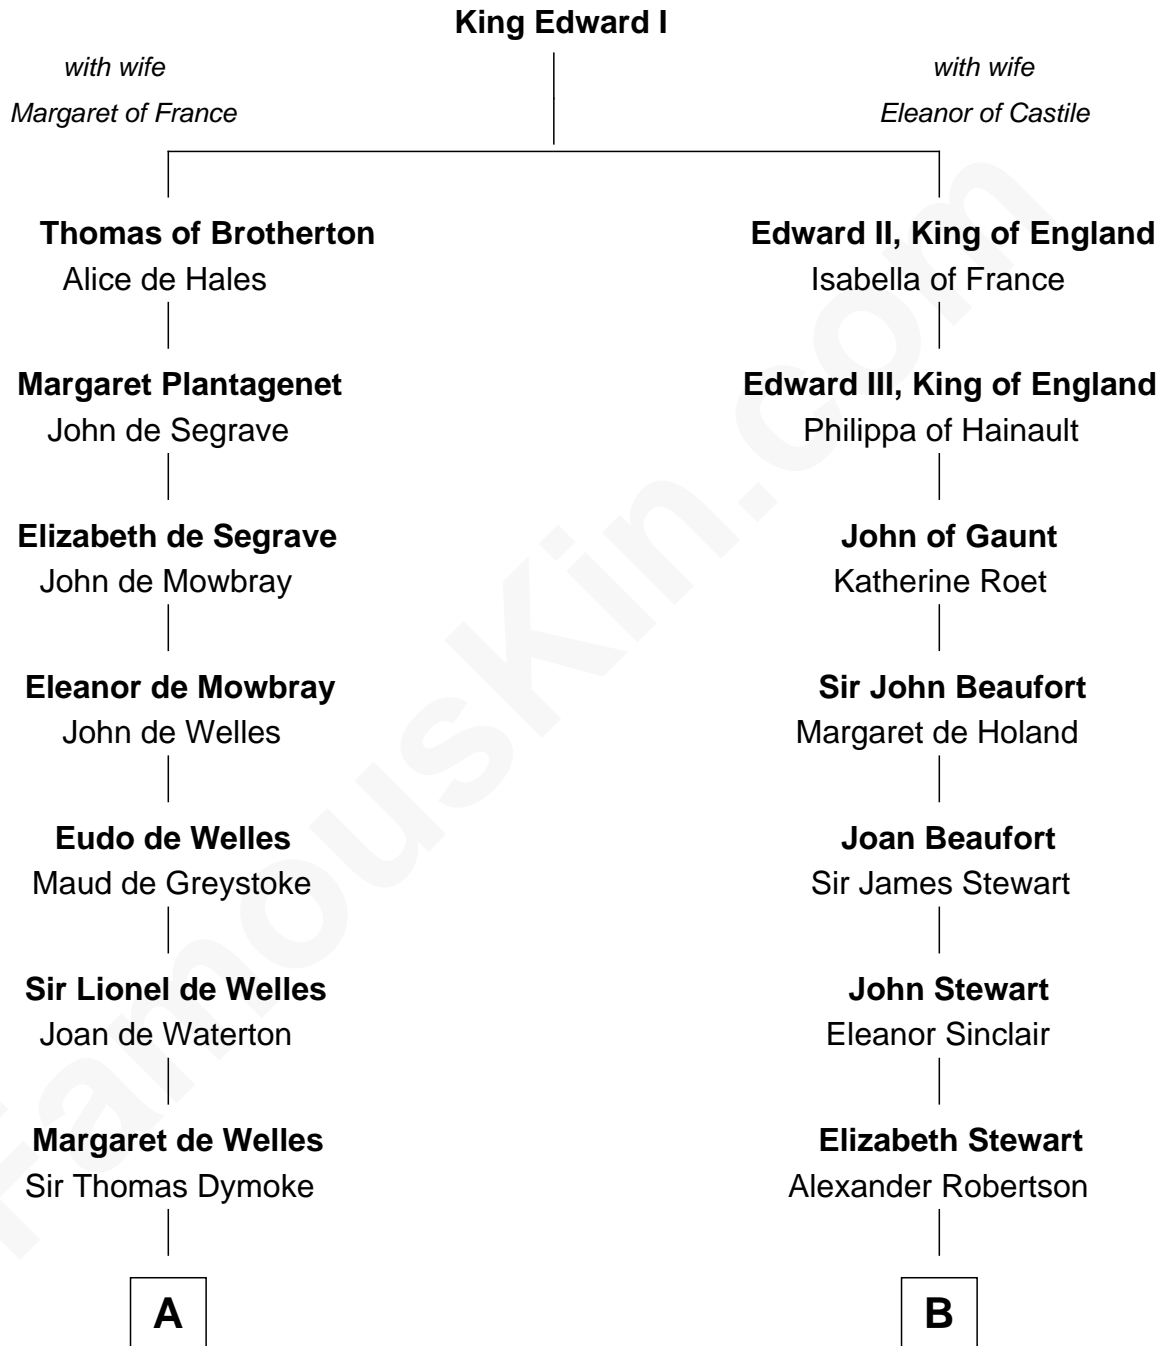 King Edward I
with wife
Margaret of France
with wife
Eleanor of Castile
Thomas of Brotherton
Alice de Hales
Margaret Plantagenet
John de Segrave
Elizabeth de Segrave
John de Mowbray
Eleanor de Mowbray
John de Welles
Eudo de Welles
Maud de Greystoke
Sir Lionel de Welles
Joan de Waterton
Margaret de Welles
Sir Thomas Dymoke
A
Edward II, King of England
Isabella of France
Edward III, King of England
Philippa of Hainault
John of Gaunt
Katherine Roet
Sir John Beaufort
Margaret de Holand
Joan Beaufort
Sir James Stewart
John Stewart
Eleanor Sinclair
Elizabeth Stewart
Alexander Robertson
B
FamousKin.com